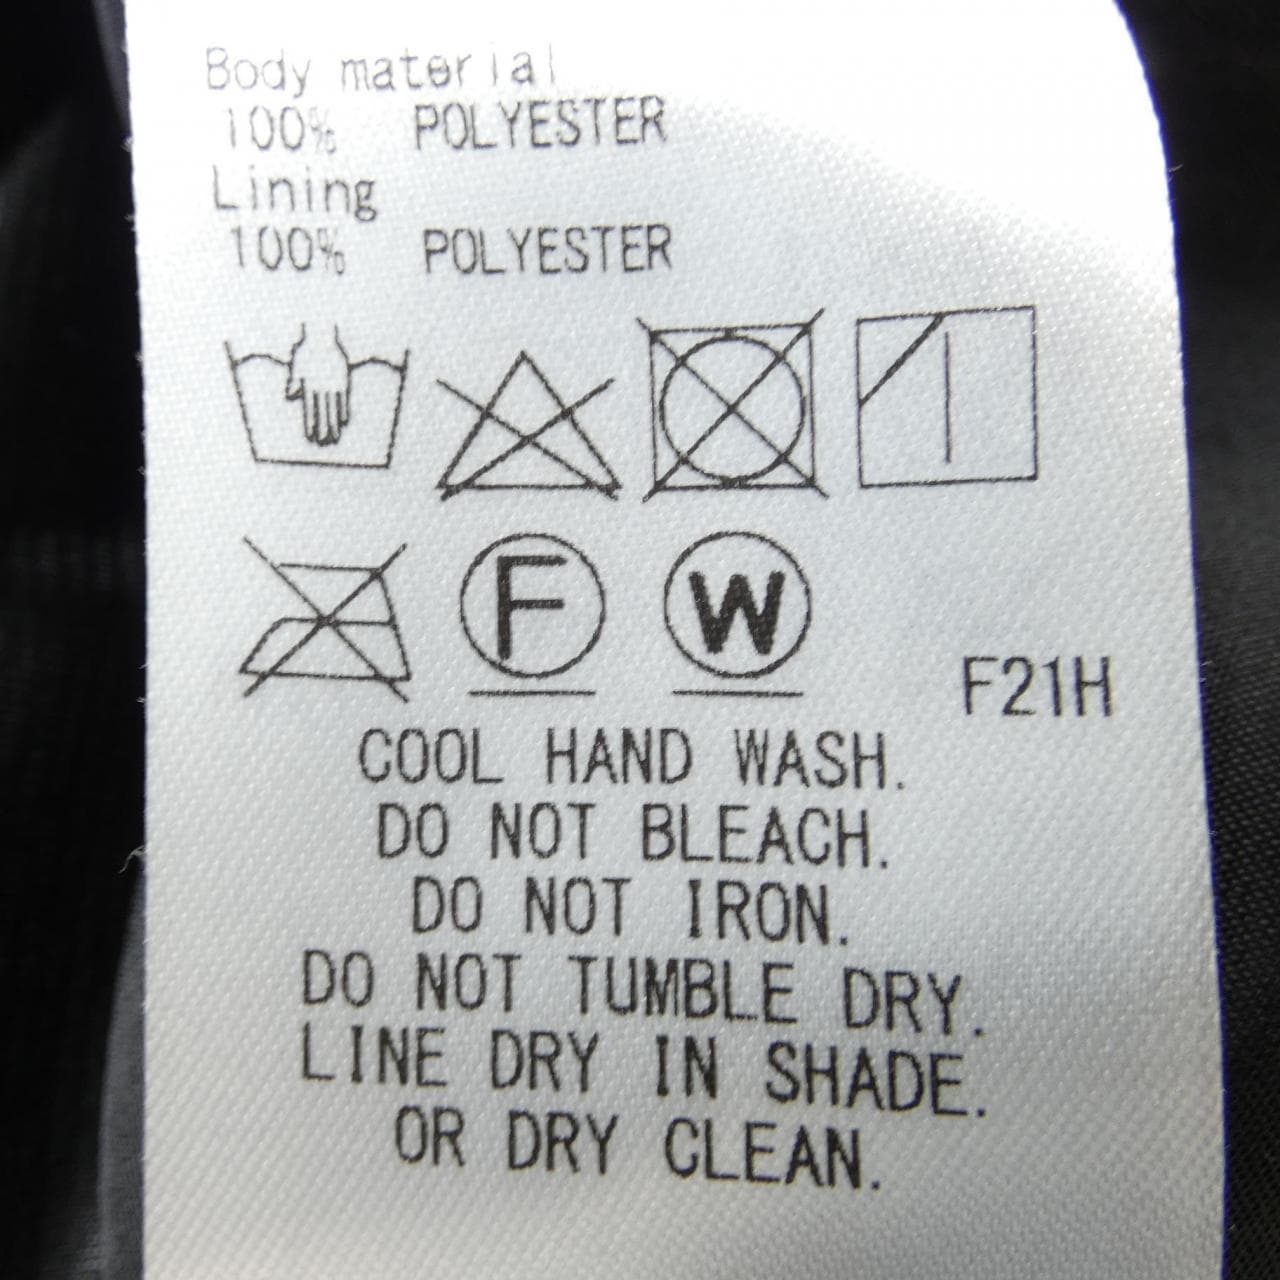 Body material
100% POLYESTER
Lining
100% POLYESTER
F W
F21H
COOL HAND WASH.
DO NOT BLEACH.
DO NOT IRON.
DO NOT TUMBLE DRY.
LINE DRY IN SHADE.
OR DRY CLEAN.